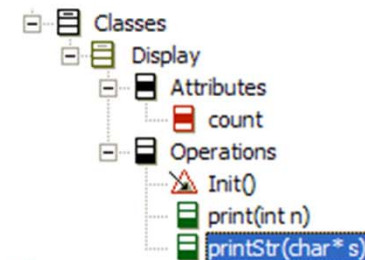 Classes
Display
Attributes
count
Operations
Init()
print(int n)
printStr(char* s)